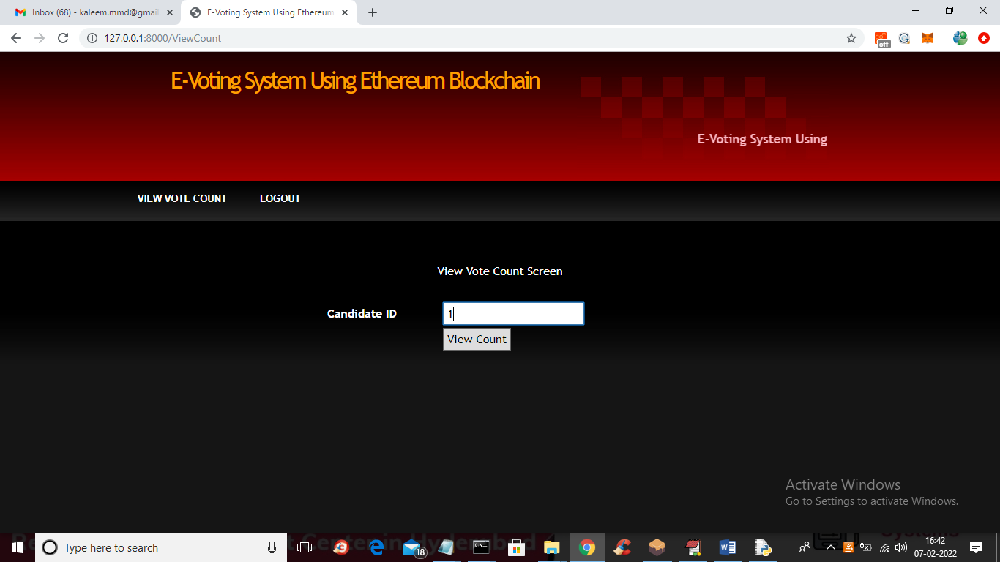 Inbox (68) - kaleem.mmd@gmail
E-Voting System Using Ethereum
127.0.0.1:8000/ViewCount
off
E-Voting System Using Ethereum Blockchain
E-Voting System Using
VIEW VOTE COUNT
LOGOUT
View Vote Count Screen
Candidate ID
1
View Count
Activate Windows
Go to Settings to activate Windows.
Type here to search
18
16:42
07-02-2022